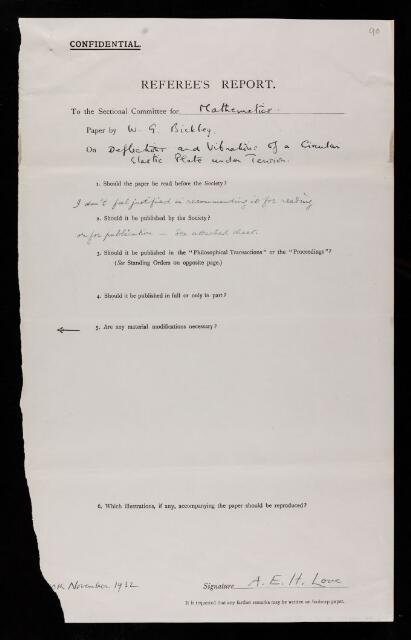 90
CONFIDENTIAL.
REFEREE'S REPORT.
To the Sectional Committee for Mathematics.
Paper by W. G. Bickley.
On Deflections and Vibrations of a Circular
Elastic Plate under Tension.
1. Should the paper be read before the Society?
I don't feel justified in recommending it for reading
2. Should it be published by the Society?
or for publication — See attached sheet.
3. Should it be published in the "Philosophical Transactions" or the "Proceedings"?
(See Standing Orders on opposite page.)
4. Should it be published in full or only in part?
5. Are any material modifications necessary?
6. Which illustrations, if any, accompanying the paper should be reproduced?
November 1932
Signature A. E. H. Love
It is requested that any further remarks may be written on foolscap paper.